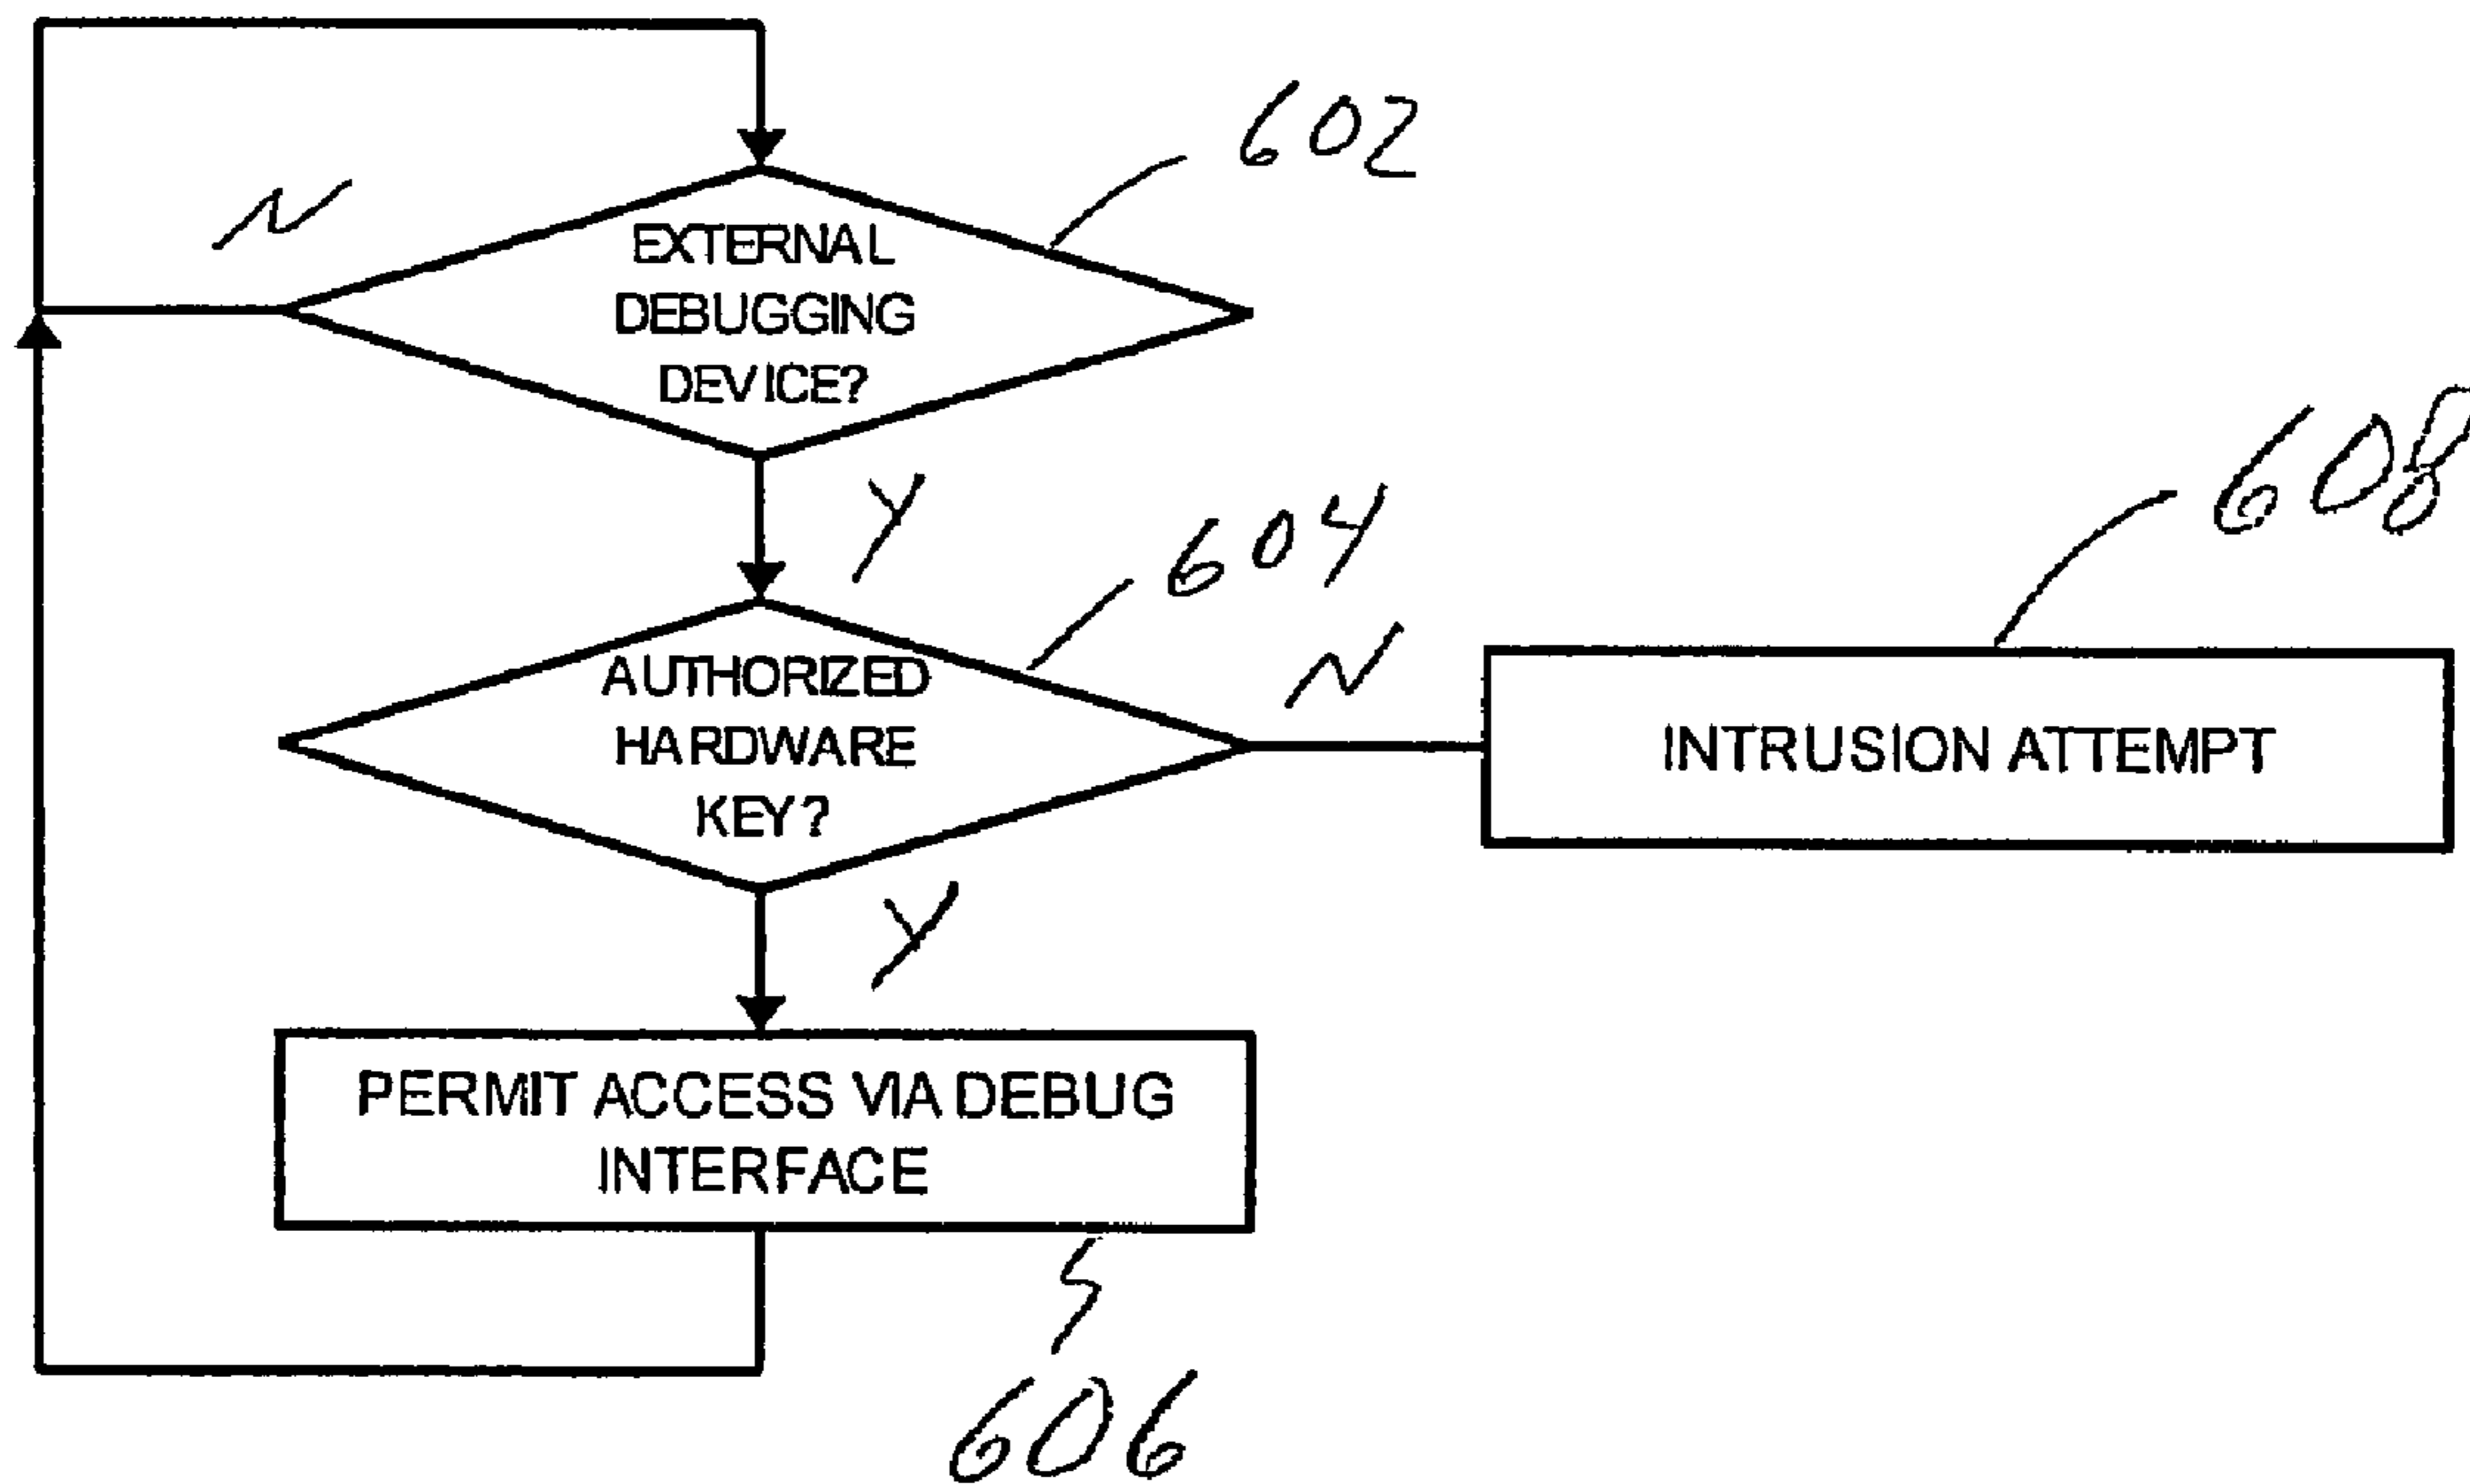 602
N
EXTERNAL
DEBUGGING
DEVICE?
Y
604
608
N
AUTHORIZED
HARDWARE
KEY?
INTRUSION ATTEMPT
Y
PERMIT ACCESS VIA DEBUG
INTERFACE
606